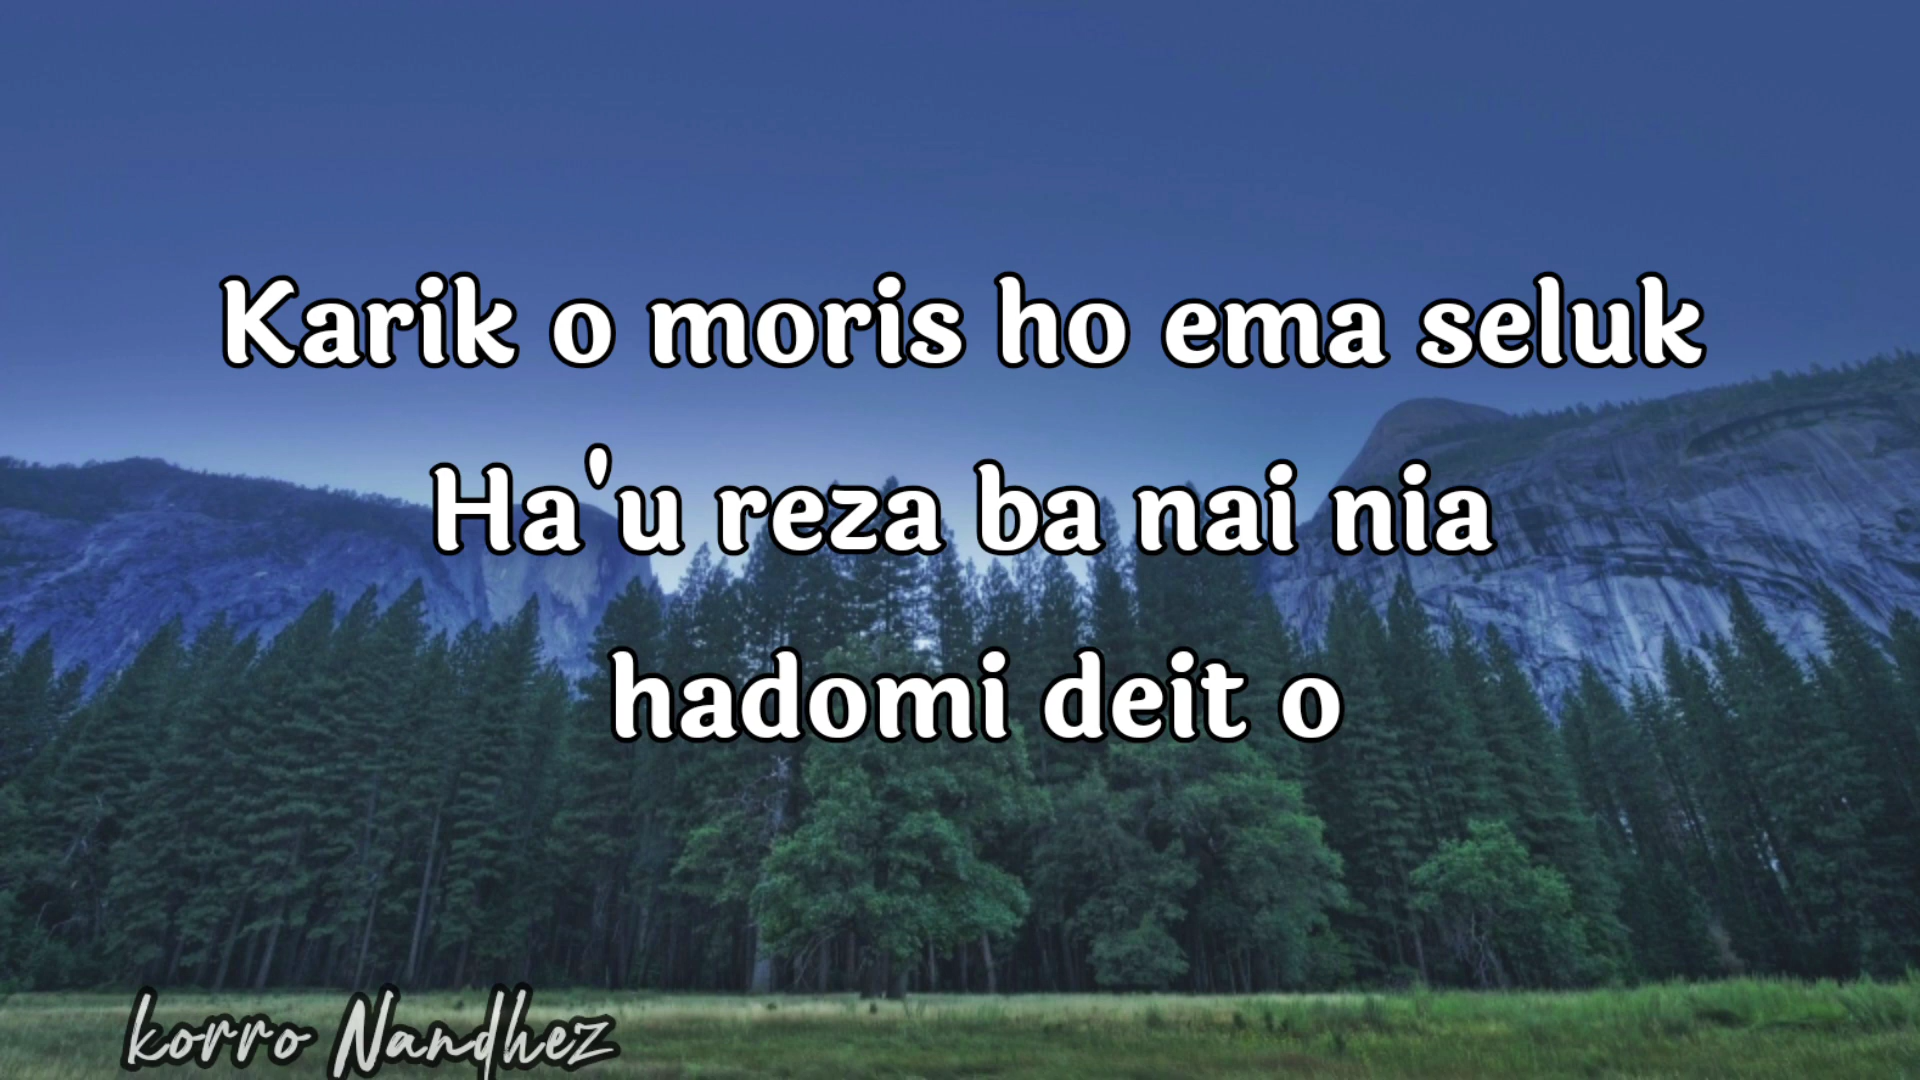 Karik o moris ho ema seluk
Ha'u reza ba nai nia
hadomi deit o
korro Nandhez